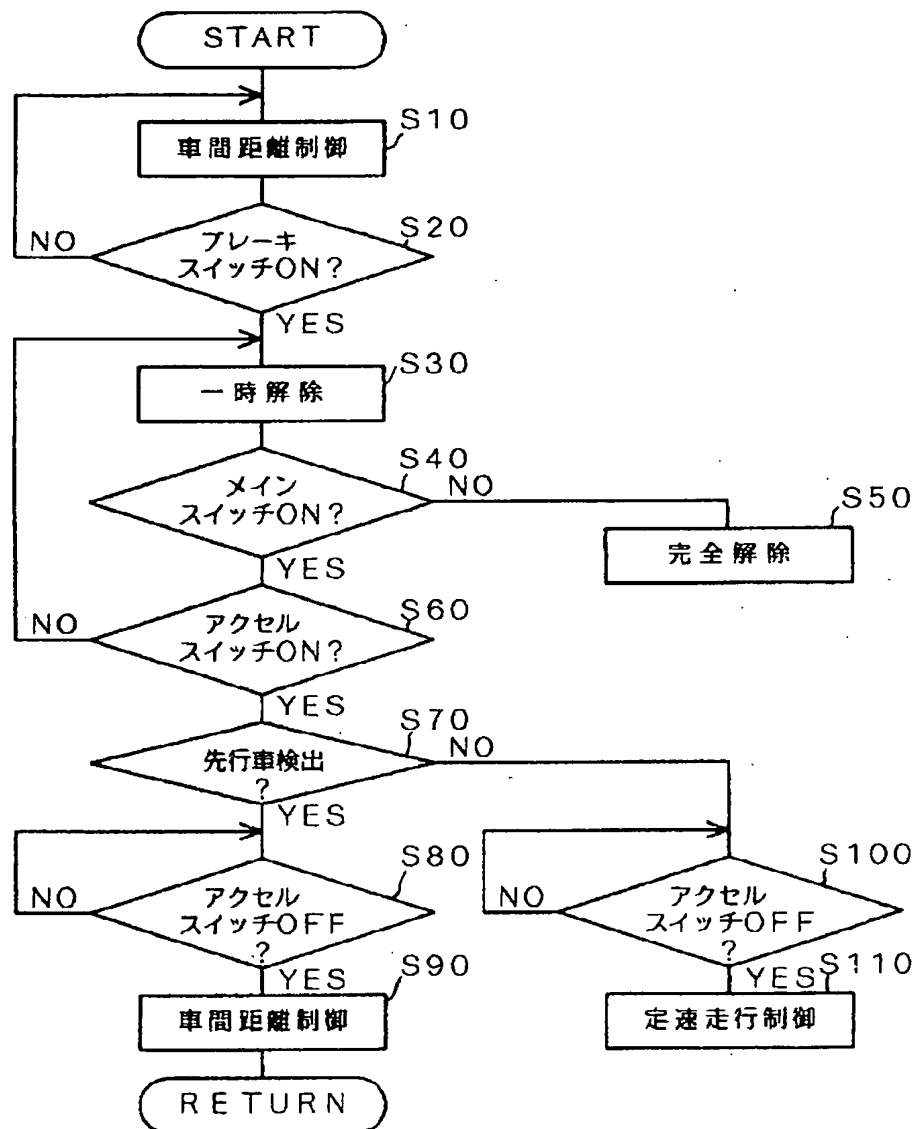 START
S10
車間距離制御
S20
NO
ブレーキ
スイッチON?
YES
S30
一時解除
S40
メイン
スイッチON?
NO
S50
完全解除
YES
S60
NO
アクセル
スイッチON?
YES
S70
先行車検出
?
NO
YES
S80
NO
アクセル
スイッチOFF
?
S100
NO
アクセル
スイッチOFF
?
YES
S90
車間距離制御
YES
S110
定速走行制御
RETURN